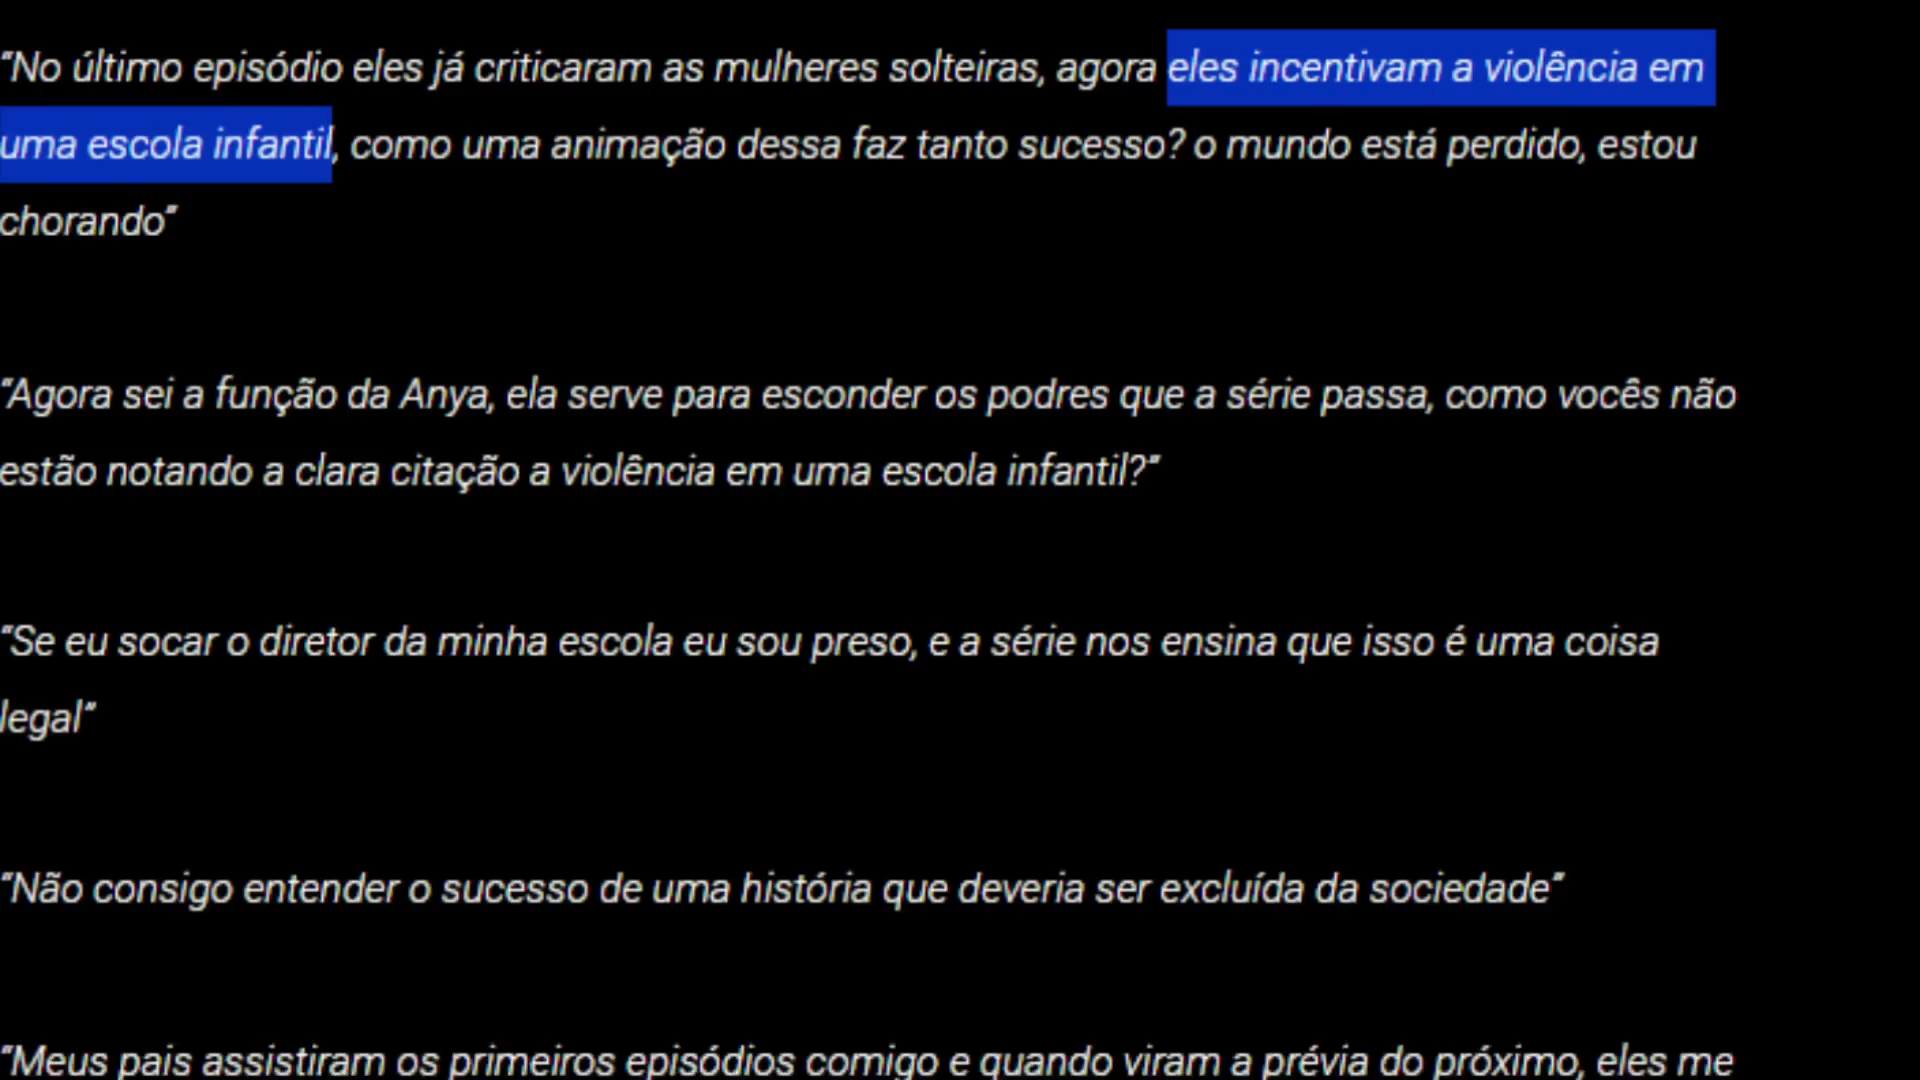 “No último episódio eles já criticaram as mulheres solteiras, agora eles incentivam a violência em
uma escola infantil, como uma animação dessa faz tanto sucesso? o mundo está perdido, estou
chorando”
“Agora sei a função da Anya, ela serve para esconder os podres que a série passa, como vocês não
estão notando a clara citação a violência em uma escola infantil?”
“Se eu socar o diretor da minha escola eu sou preso, e a série nos ensina que isso é uma coisa
legal”
“Não consigo entender o sucesso de uma história que deveria ser excluída da sociedade”
“Meus pais assistiram os primeiros episódios comigo e quando viram a prévia do próximo, eles me